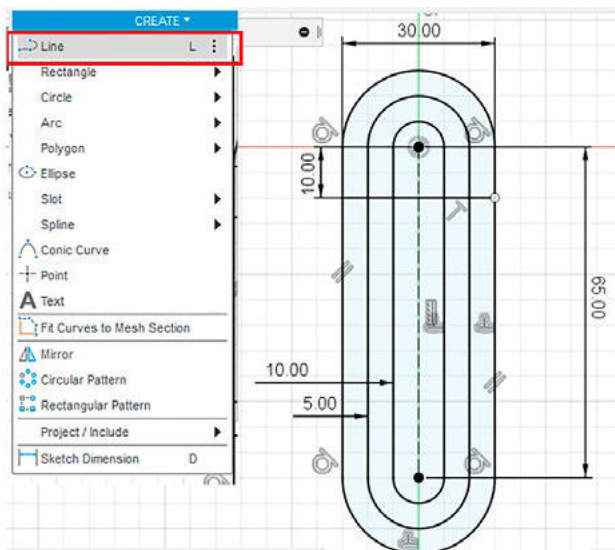 CREATE
Line L
Rectangle
Circle
Arc
Polygon
Ellipse
Slot
Spline
Conic Curve
Point
A Text
Fit Curves to Mesh Section
Mirror
Circular Pattern
Rectangular Pattern
Project / Include
Sketch Dimension D
30.00
10.00
65.00
10.00
5.00